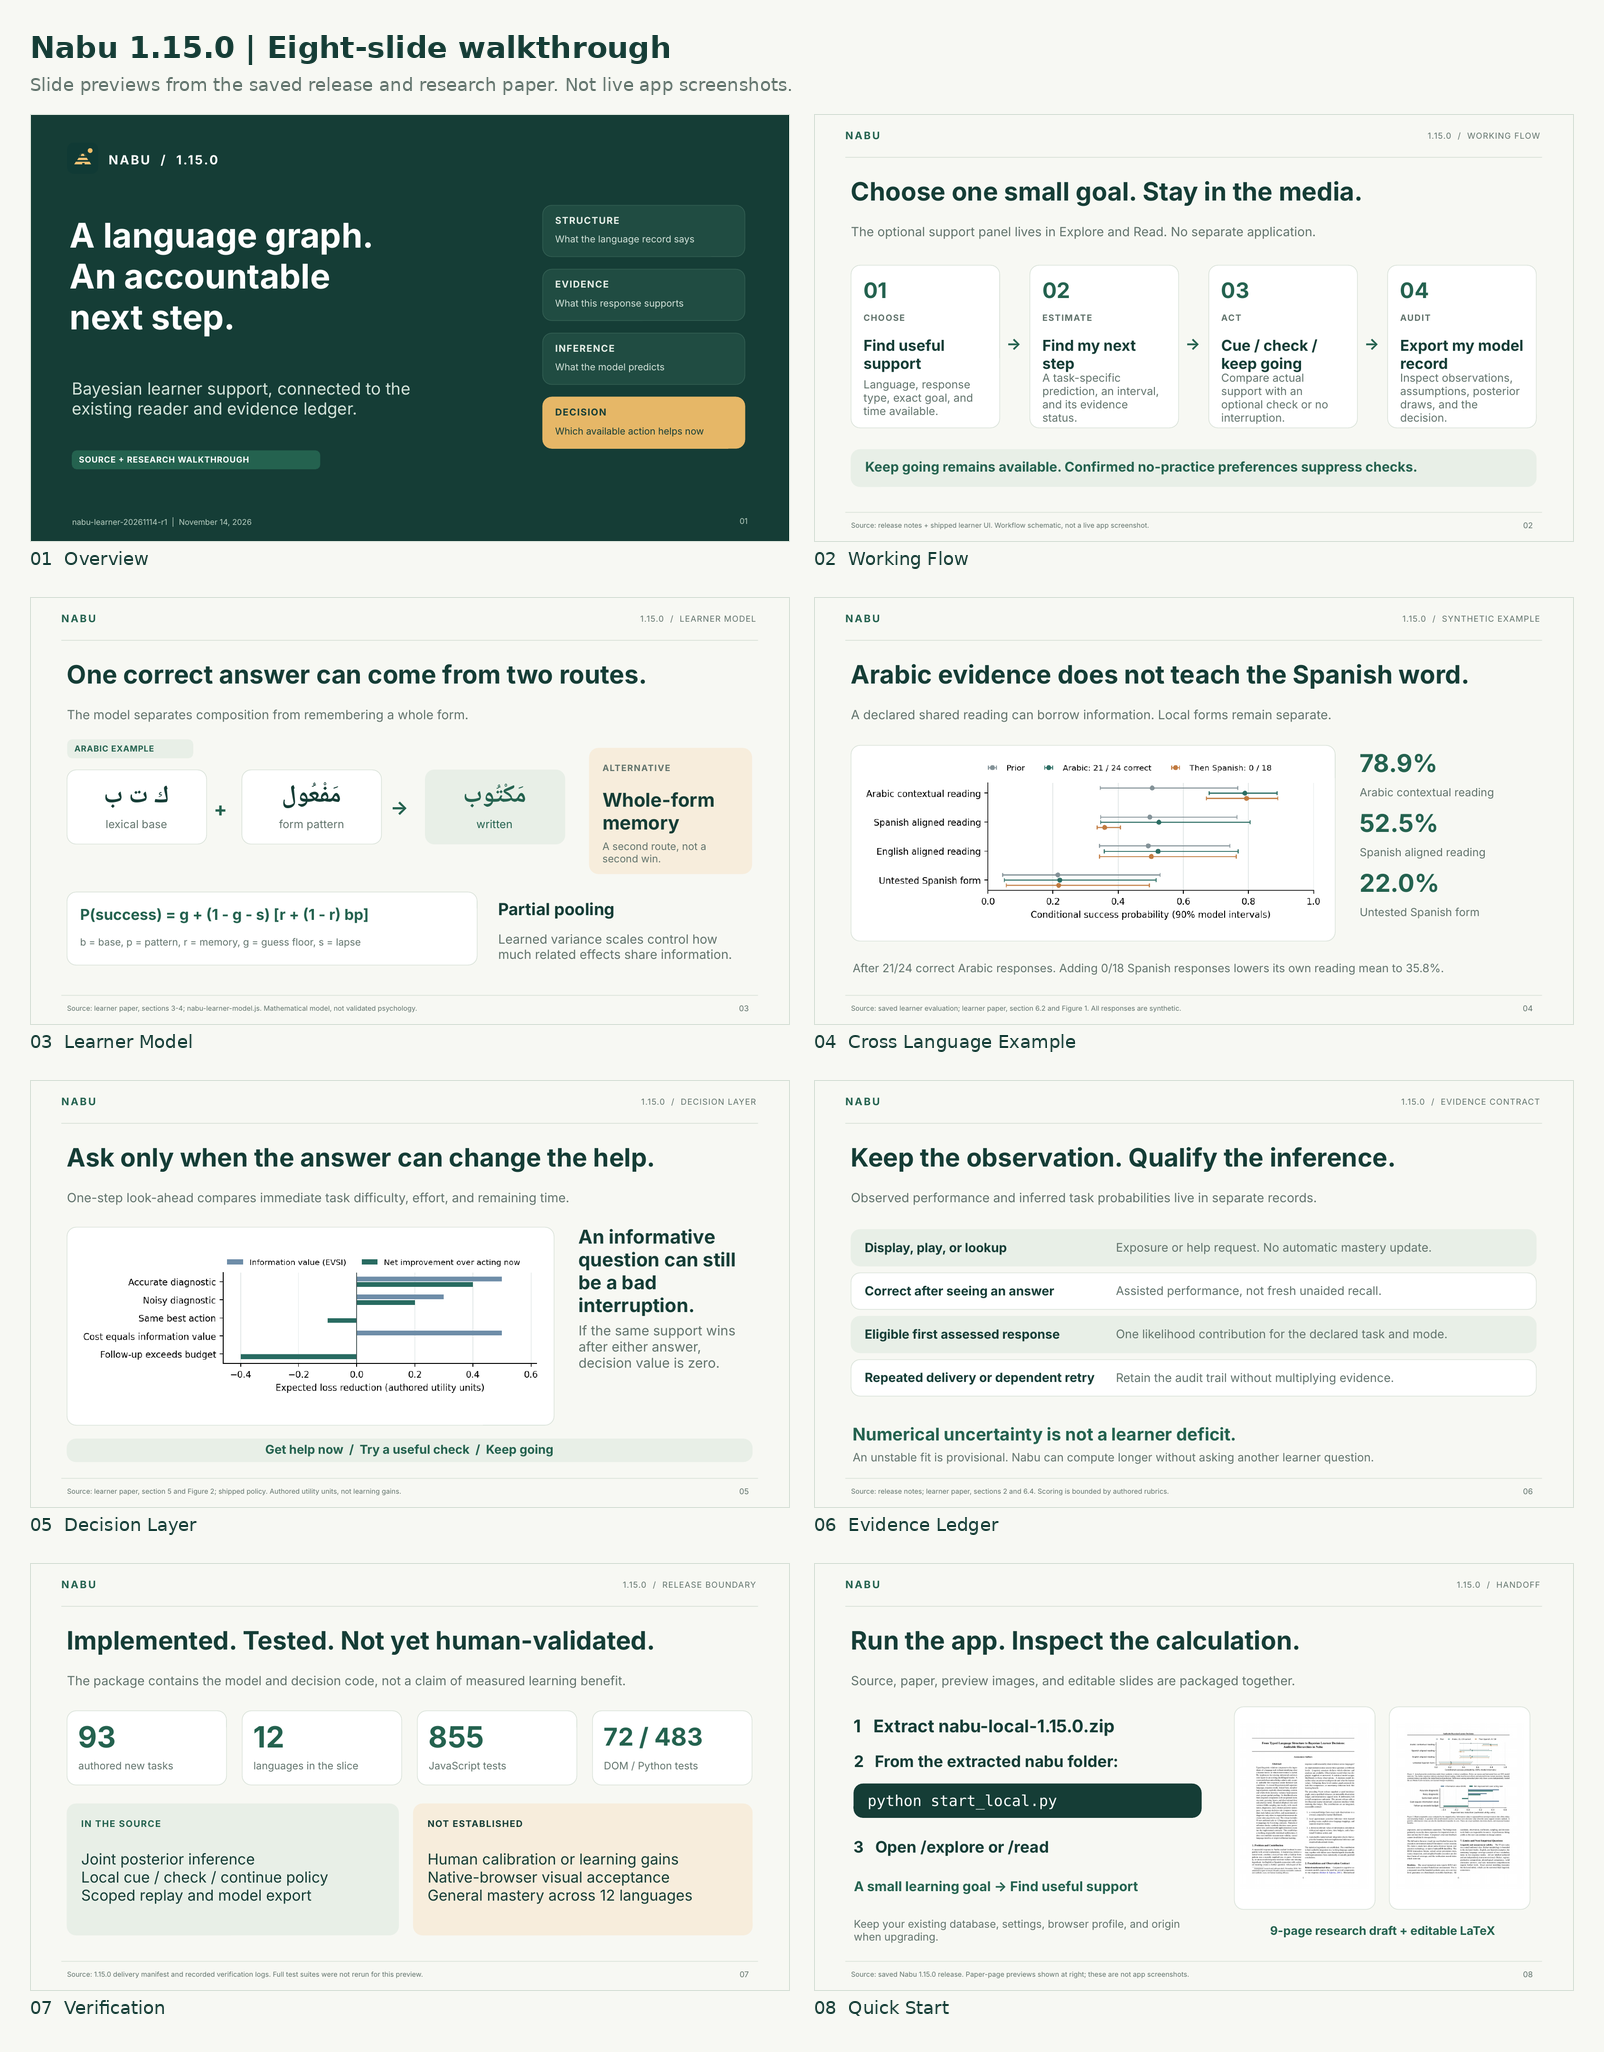 Nabu 1.15.0 | Eight-slide walkthrough
Slide previews from the saved release and research paper. Not live app screenshots.
NABU / 1.15.0
A language graph.
An accountable
next step.
Bayesian learner support, connected to the
existing reader and evidence ledger.
SOURCE + RESEARCH WALKTHROUGH
STRUCTURE
What the language record says
EVIDENCE
What this response supports
INFERENCE
What the model predicts
DECISION
Which available action helps now
nabu-learner-20261114-r1 | November 14, 2026
01
01 Overview
NABU
1.15.0 / WORKING FLOW
Choose one small goal. Stay in the media.
The optional support panel lives in Explore and Read. No separate application.
01
CHOOSE
Find useful
support
Language, response
type, exact goal, and
time available.
→
02
ESTIMATE
Find my next
step
A task-specific
prediction, an interval,
and its evidence
status.
→
03
ACT
Cue / check /
keep going
Compare actual
support with an
optional check or no
interruption.
→
04
AUDIT
Export my model
record
Inspect observations,
assumptions, posterior
draws, and the
decision.
Keep going remains available. Confirmed no-practice preferences suppress checks.
Source: release notes + shipped learner UI. Workflow schematic, not a live app screenshot.
02
02 Working Flow
NABU
1.15.0 / LEARNER MODEL
One correct answer can come from two routes.
The model separates composition from remembering a whole form.
ARABIC EXAMPLE
ك ت ب
lexical base
+
مَفْعُول
form pattern
→
مَكْتُوب
written
ALTERNATIVE
Whole-form
memory
A second route, not a
second win.
P(success) = g + (1 - g - s) [r + (1 - r) bp]
b = base, p = pattern, r = memory, g = guess floor, s = lapse
Partial pooling
Learned variance scales control how
much related effects share information.
Source: learner paper, sections 3-4; nabu-learner-model.js. Mathematical model, not validated psychology.
03
03 Learner Model
NABU
1.15.0 / SYNTHETIC EXAMPLE
Arabic evidence does not teach the Spanish word.
A declared shared reading can borrow information. Local forms remain separate.
Prior
Arabic: 21 / 24 correct
Then Spanish: 0 / 18
Arabic contextual reading
Spanish aligned reading
English aligned reading
Untested Spanish form
0.0 0.2 0.4 0.6 0.8 1.0
Conditional success probability (90% model intervals)
78.9%
Arabic contextual reading
52.5%
Spanish aligned reading
22.0%
Untested Spanish form
After 21/24 correct Arabic responses. Adding 0/18 Spanish responses lowers its own reading mean to 35.8%.
Source: saved learner evaluation; learner paper, section 6.2 and Figure 1. All responses are synthetic.
04
04 Cross Language Example
NABU
1.15.0 / DECISION LAYER
Ask only when the answer can change the help.
One-step look-ahead compares immediate task difficulty, effort, and remaining time.
Information value (EVSI)
Net improvement over acting now
Accurate diagnostic
Noisy diagnostic
Same best action
Cost equals information value
Follow-up exceeds budget
−0.4 −0.2 0.0 0.2 0.4 0.6
Expected loss reduction (authored utility units)
An informative
question can still
be a bad
interruption.
If the same support wins
after either answer,
decision value is zero.
Get help now / Try a useful check / Keep going
Source: learner paper, section 5 and Figure 2; shipped policy. Authored utility units, not learning gains.
05
05 Decision Layer
NABU
1.15.0 / EVIDENCE CONTRACT
Keep the observation. Qualify the inference.
Observed performance and inferred task probabilities live in separate records.
Display, play, or lookup
Exposure or help request. No automatic mastery update.
Correct after seeing an answer
Assisted performance, not fresh unaided recall.
Eligible first assessed response
One likelihood contribution for the declared task and mode.
Repeated delivery or dependent retry
Retain the audit trail without multiplying evidence.
Numerical uncertainty is not a learner deficit.
An unstable fit is provisional. Nabu can compute longer without asking another learner question.
Source: release notes; learner paper, sections 2 and 6.4. Scoring is bounded by authored rubrics.
06
06 Evidence Ledger
NABU
1.15.0 / RELEASE BOUNDARY
Implemented. Tested. Not yet human-validated.
The package contains the model and decision code, not a claim of measured learning benefit.
93
authored new tasks
12
languages in the slice
855
JavaScript tests
72 / 483
DOM / Python tests
IN THE SOURCE
Joint posterior inference
Local cue / check / continue policy
Scoped replay and model export
NOT ESTABLISHED
Human calibration or learning gains
Native-browser visual acceptance
General mastery across 12 languages
Source: 1.15.0 delivery manifest and recorded verification logs. Full test suites were not rerun for this preview.
07
07 Verification
NABU
1.15.0 / HANDOFF
Run the app. Inspect the calculation.
Source, paper, preview images, and editable slides are packaged together.
1 Extract nabu-local-1.15.0.zip
2 From the extracted nabu folder:
python start_local.py
3 Open /explore or /read
A small learning goal → Find useful support
Keep your existing database, settings, browser profile, and origin
when upgrading.
9-page research draft + editable LaTeX
Source: saved Nabu 1.15.0 release. Paper-page previews shown at right; these are not app screenshots.
08
08 Quick Start